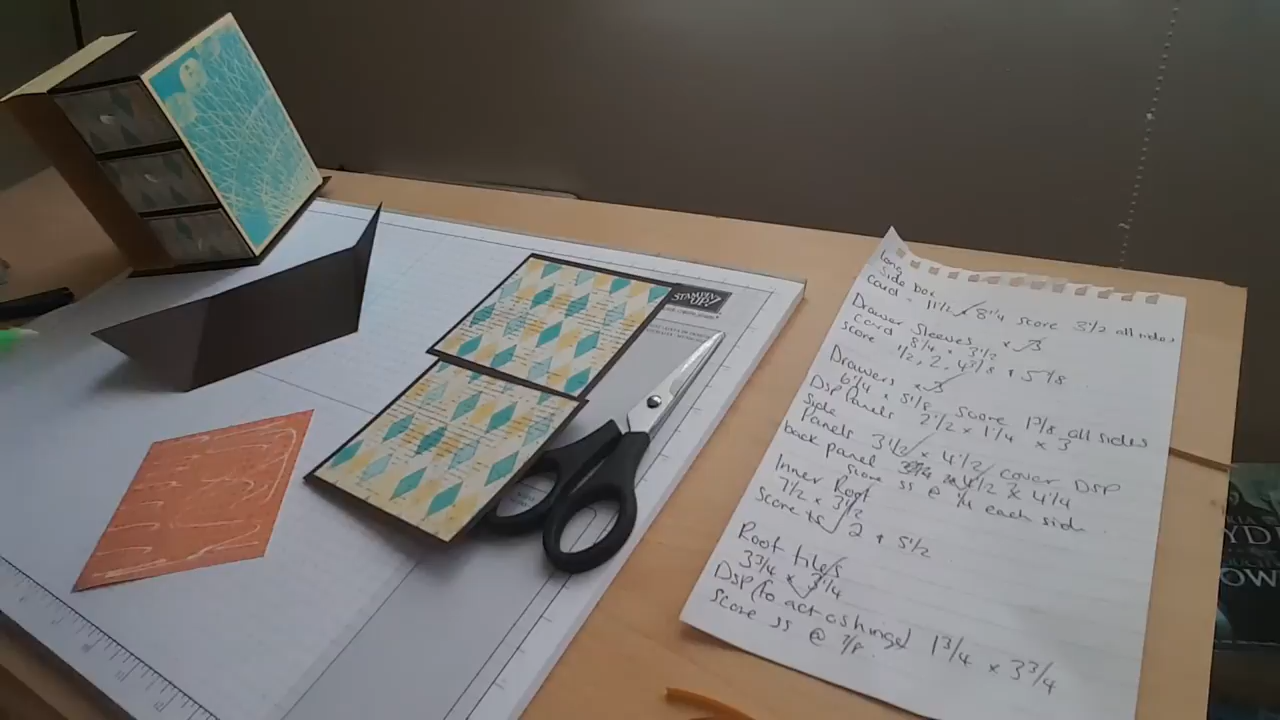 long
Side box
Card - 11 1/2 x 8 1/4 score 3 1/2 all sides
Drawer Sleeves x 3
Card 8 1/4 x 3 1/2
score 1/2, 2, 4 3/8 + 5 7/8
Drawers x 3
6 1/4 x 5 1/8 score 1 3/8 all sides
DSP Panels 2 1/2 x 1 1/4 x 3
Side
Panels 3 1/2 x 4 1/2 cover DSP
back panel 4 1/2 x 4 1/4
score ss @ 1/4 each side
Inner Roof
7 1/2 x 3 1/2
Score 2 + 5 1/2
Roof tiles
3 3/4 x 3 1/4
DSP (to act as hinge) 1 3/4 x 3 3/4
Score ss @ 7/8
STAMPIN'
UP!
YD
OW